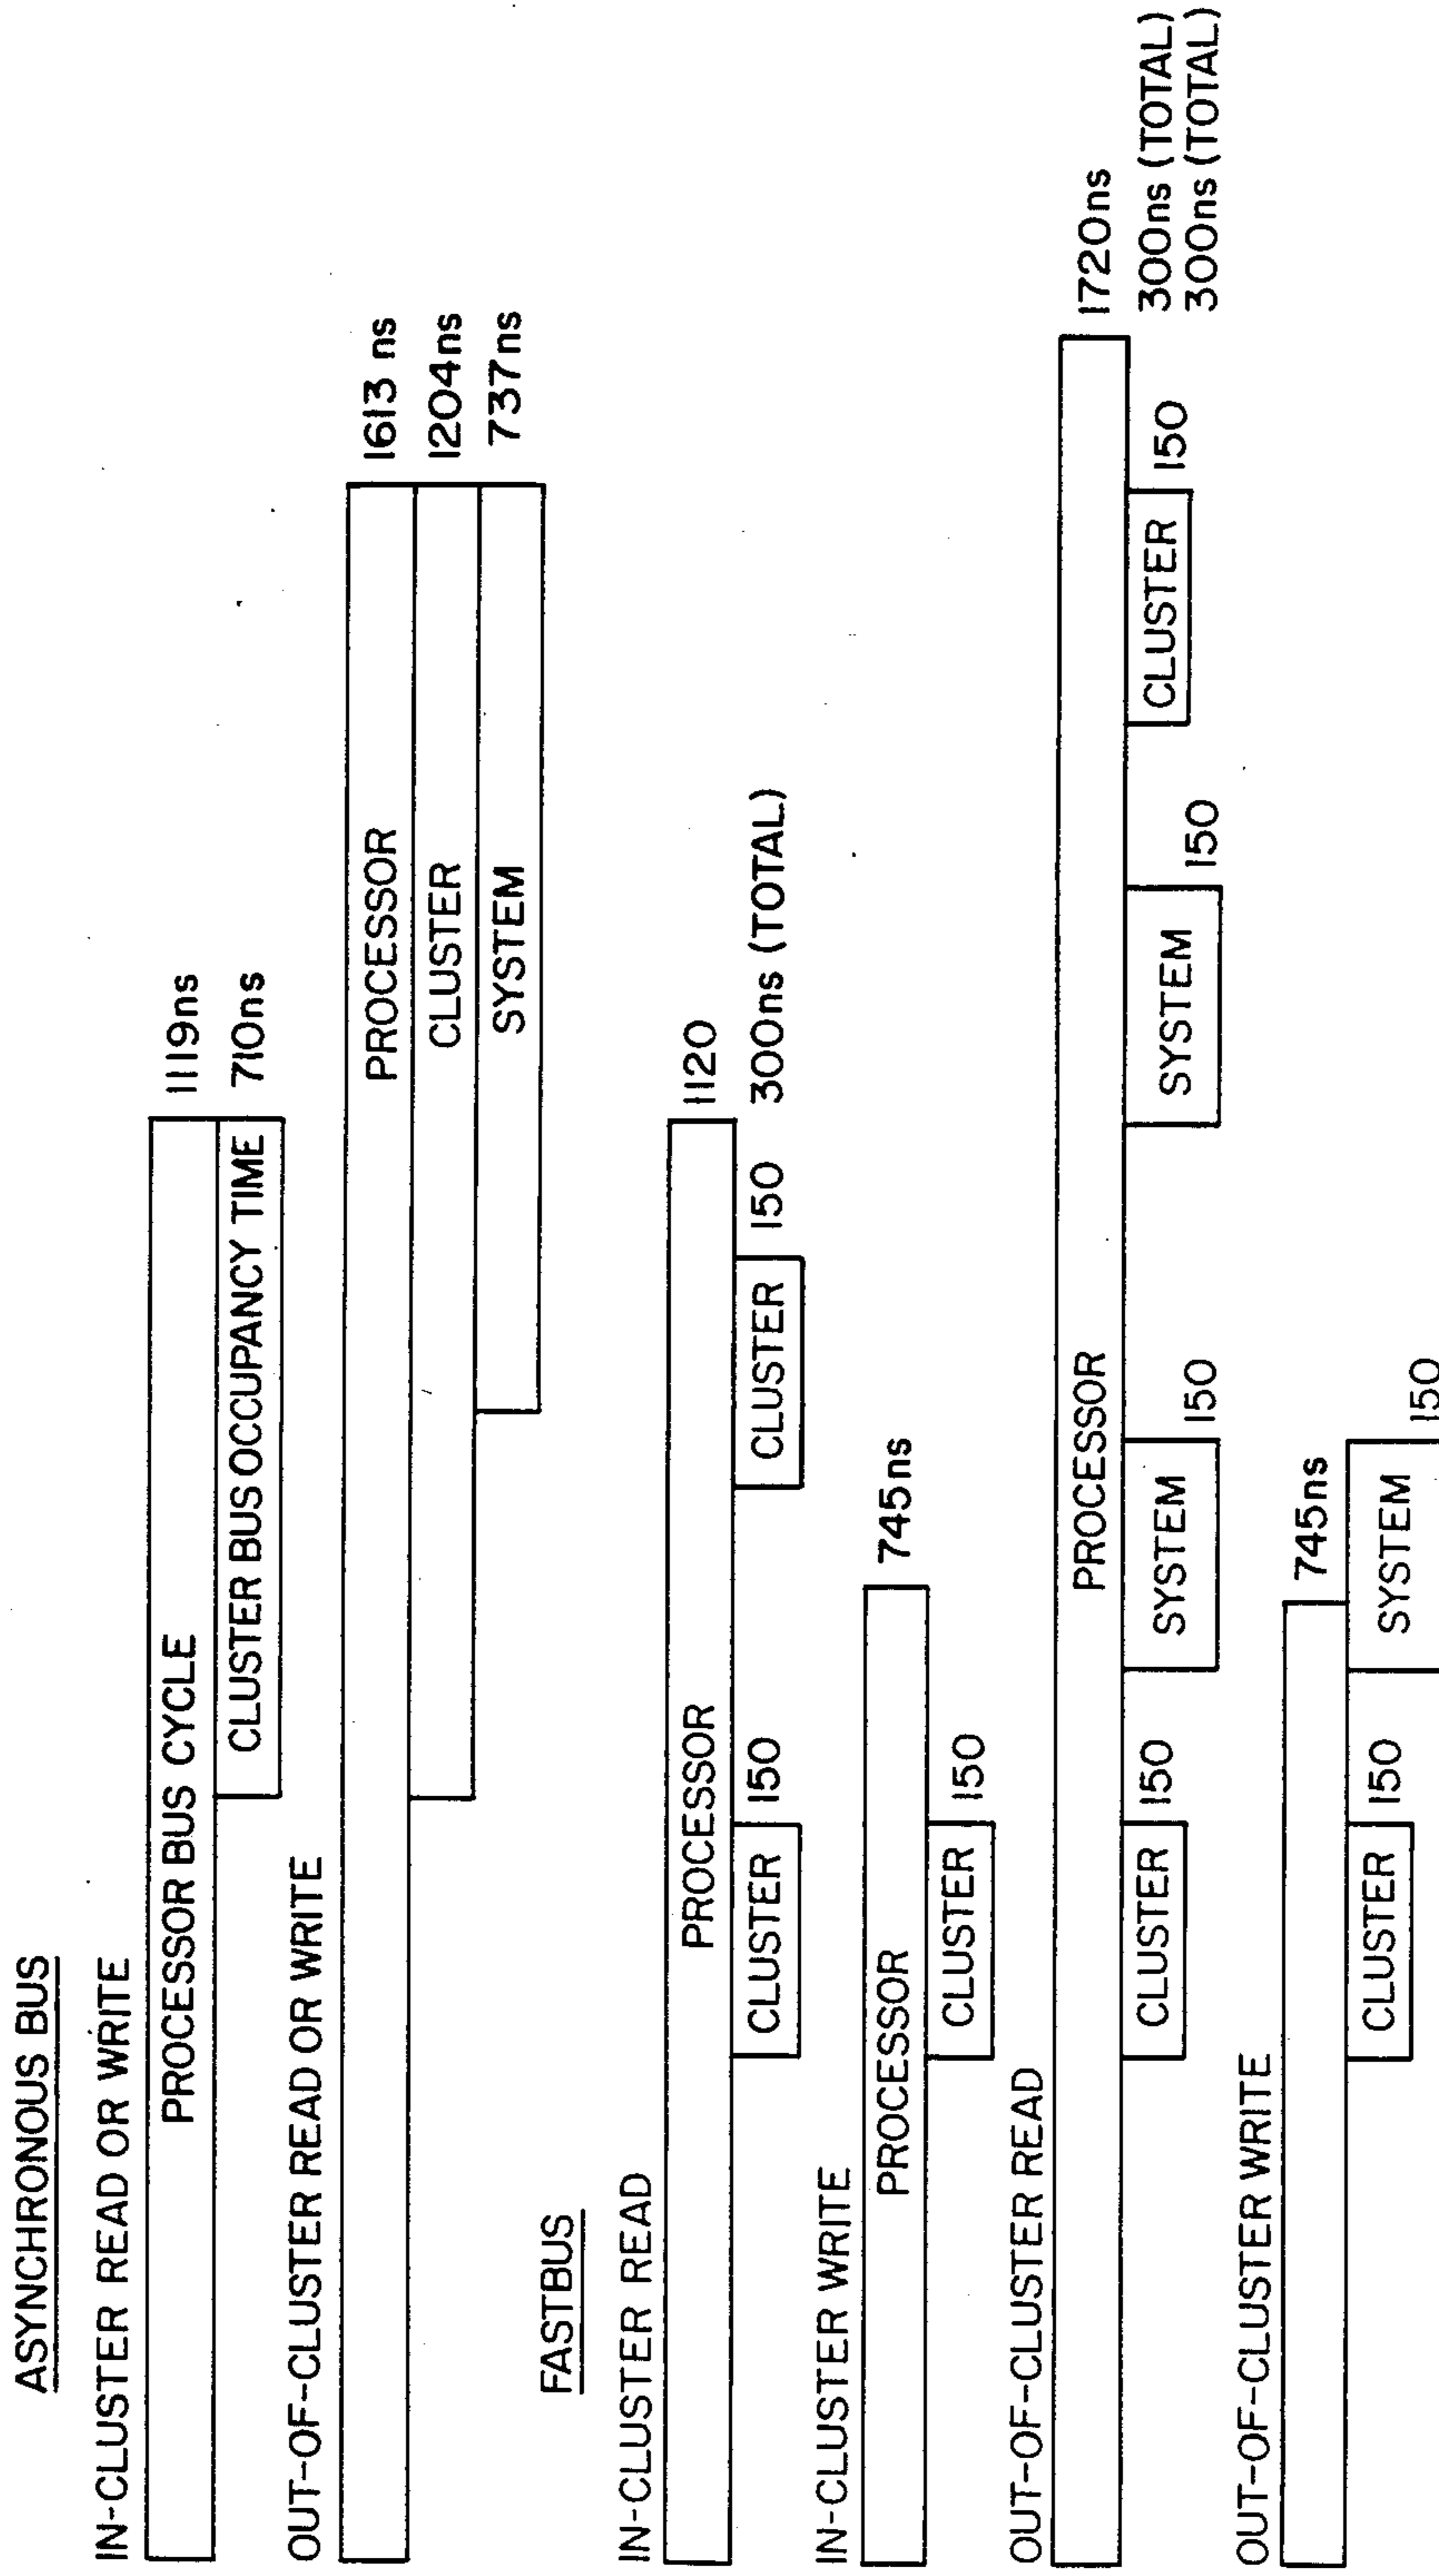 ASYNCHRONOUS BUS
IN-CLUSTER READ OR WRITE
PROCESSOR BUS CYCLE 1119ns
CLUSTER BUS OCCUPANCY TIME 710ns
OUT-OF-CLUSTER READ OR WRITE
PROCESSOR 1613 ns
CLUSTER 1204ns
SYSTEM 737ns
FASTBUS
IN-CLUSTER READ
PROCESSOR 1120
CLUSTER 150 CLUSTER 150 300ns (TOTAL)
IN-CLUSTER WRITE
PROCESSOR 745ns
CLUSTER 150
OUT-OF-CLUSTER READ
PROCESSOR 1720ns
CLUSTER 150 CLUSTER 150 300ns (TOTAL)
SYSTEM 150 SYSTEM 150 300ns (TOTAL)
OUT-OF-CLUSTER WRITE
745ns
CLUSTER 150 SYSTEM 150